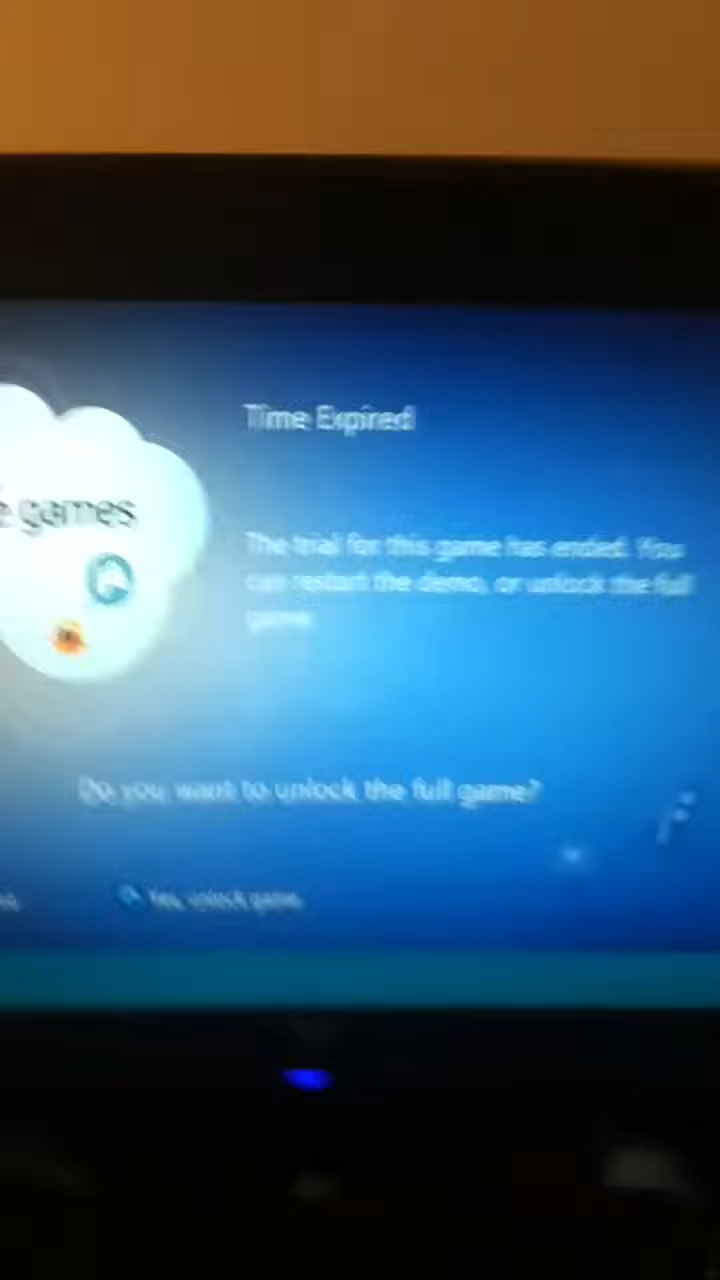 Time Expired
games
The trial for this game has ended. You
can restart the demo, or unlock the full
game.
Do you want to unlock the full game?
Yes, unlock game.